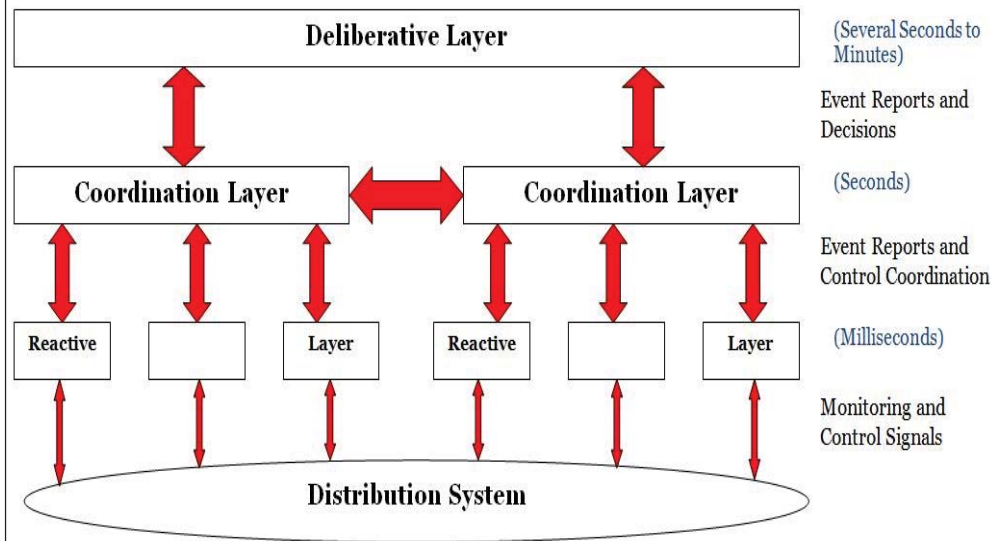 Deliberative Layer
(Several Seconds to
Minutes)
Event Reports and
Decisions
Coordination Layer
Coordination Layer
(Seconds)
Event Reports and
Control Coordination
Reactive
Layer
Reactive
Layer
(Milliseconds)
Monitoring and
Control Signals
Distribution System